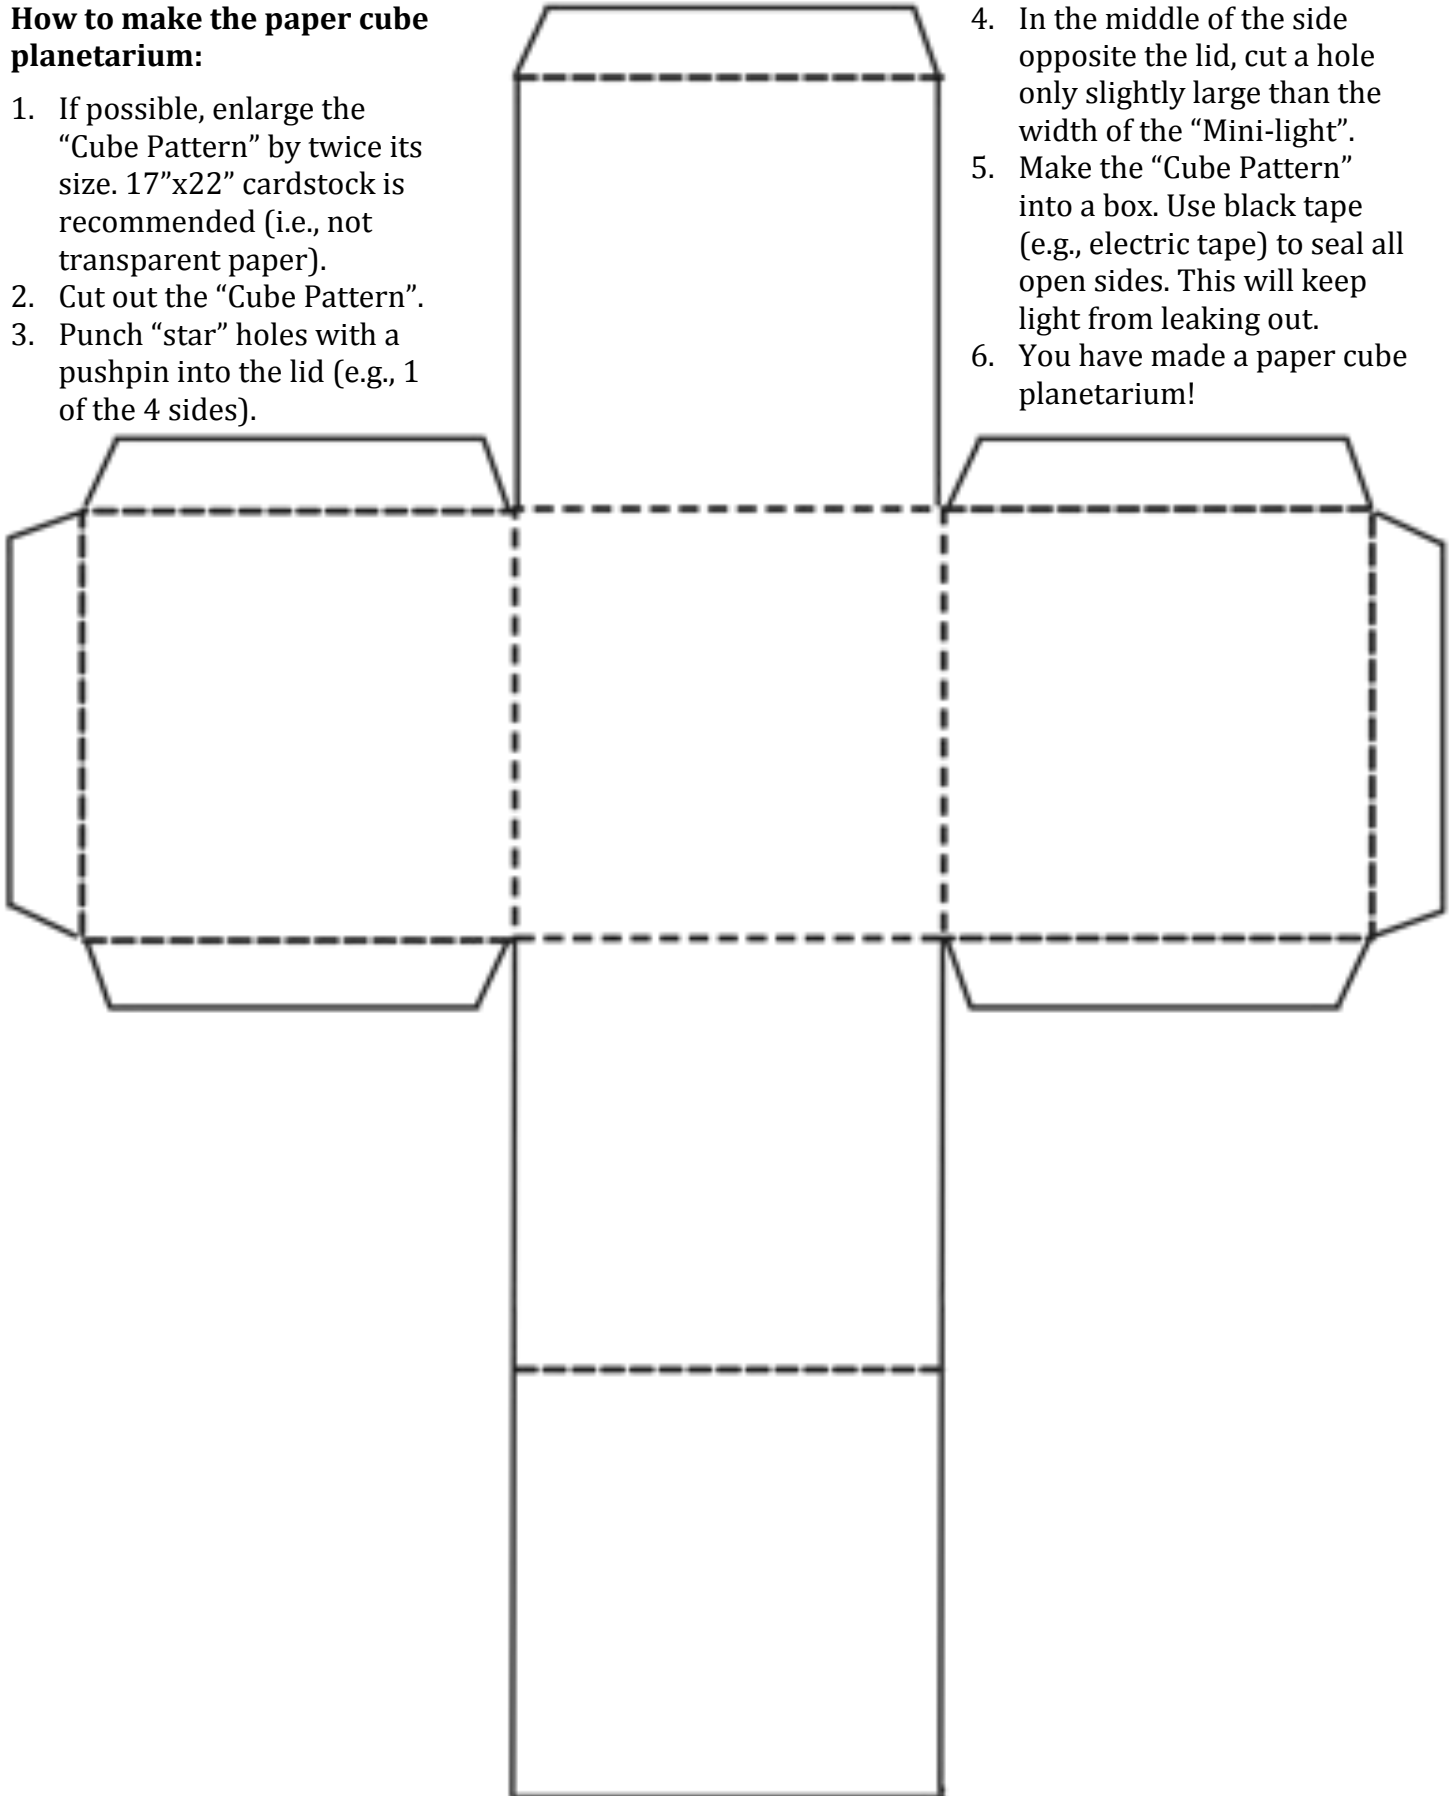 How to make the paper cube
planetarium:
1. If possible, enlarge the
“Cube Pattern” by twice its
size. 17”x22” cardstock is
recommended (i.e., not
transparent paper).
2. Cut out the “Cube Pattern”.
3. Punch “star” holes with a
pushpin into the lid (e.g., 1
of the 4 sides).
4. In the middle of the side
opposite the lid, cut a hole
only slightly large than the
width of the “Mini-light”.
5. Make the “Cube Pattern”
into a box. Use black tape
(e.g., electric tape) to seal all
open sides. This will keep
light from leaking out.
6. You have made a paper cube
planetarium!